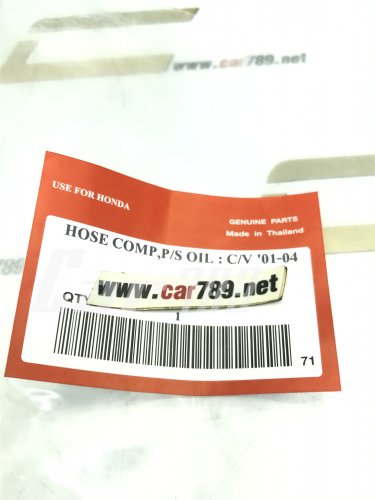 www.car789.net
USE FOR HONDA
GENUINE PARTS
Made in Thailand
HOSE COMP,P/S OIL : C/V '01-04
www.car789.net
QTY
1
71